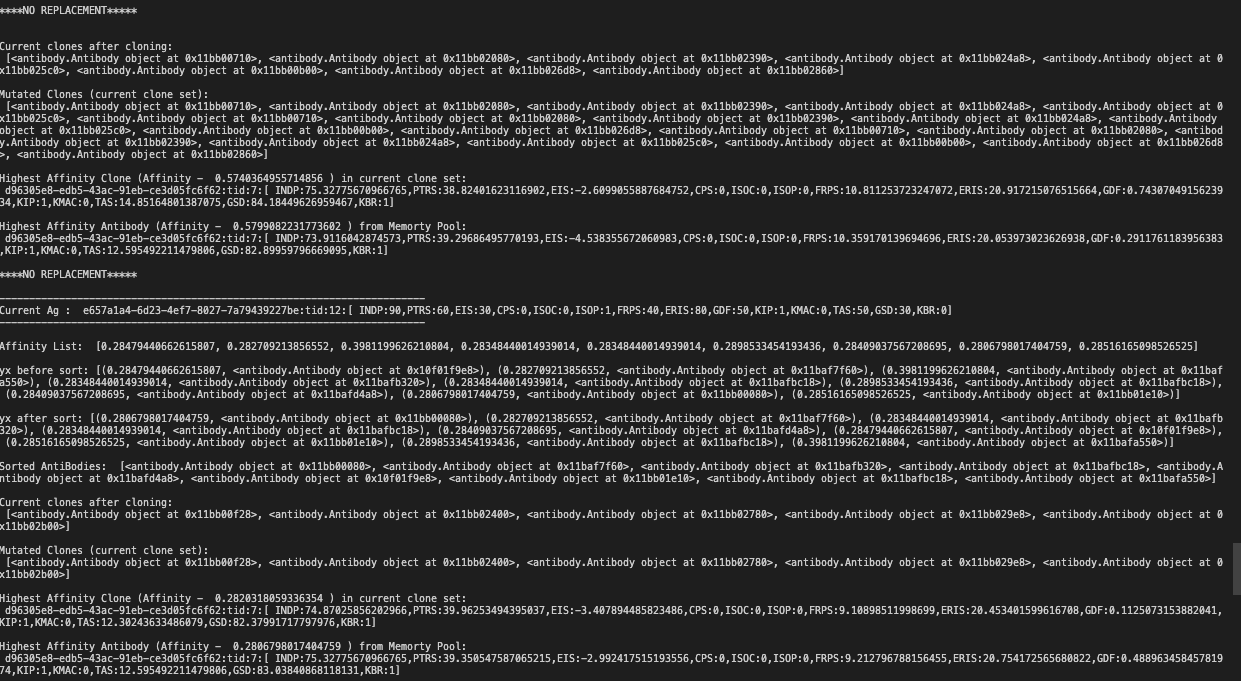 ****NO REPLACEMENT*****
Current clones after cloning:
[<antibody.Antibody object at 0x11bb00710>, <antibody.Antibody object at 0x11bb02080>, <antibody.Antibody object at 0x11bb02390>, <antibody.Antibody object at 0x11bb024a8>, <antibody.Antibody object at 0
x11bb025c0>, <antibody.Antibody object at 0x11bb00b00>, <antibody.Antibody object at 0x11bb026d8>, <antibody.Antibody object at 0x11bb02860>]
Mutated Clones (current clone set):
[<antibody.Antibody object at 0x11bb00710>, <antibody.Antibody object at 0x11bb02080>, <antibody.Antibody object at 0x11bb02390>, <antibody.Antibody object at 0x11bb024a8>, <antibody.Antibody object at 0
x11bb025c0>, <antibody.Antibody object at 0x11bb00710>, <antibody.Antibody object at 0x11bb02080>, <antibody.Antibody object at 0x11bb02390>, <antibody.Antibody object at 0x11bb024a8>, <antibody.Antibody
object at 0x11bb025c0>, <antibody.Antibody object at 0x11bb00b00>, <antibody.Antibody object at 0x11bb026d8>, <antibody.Antibody object at 0x11bb00710>, <antibody.Antibody object at 0x11bb02080>, <antibod
y.Antibody object at 0x11bb02390>, <antibody.Antibody object at 0x11bb024a8>, <antibody.Antibody object at 0x11bb025c0>, <antibody.Antibody object at 0x11bb00b00>, <antibody.Antibody object at 0x11bb026d8
>, <antibody.Antibody object at 0x11bb02860>]
Highest Affinity Clone (Affinity - 0.5740364955714856 ) in current clone set:
d96305e8-edb5-43ac-91eb-ce3d05fc6f62:tid:7:[ INDP:75.32775670966765,PTRS:38.82401623116902,EIS:-2.6099055887684752,CPS:0,ISOC:0,ISOP:0,FRPS:10.811253723247072,ERIS:20.917215076515664,GDF:0.74307049156239
34,KIP:1,KMAC:0,TAS:14.85164801387075,GSD:84.18449626959467,KBR:1]
Highest Affinity Antibody (Affinity - 0.5799082231773602 ) from Memorty Pool:
d96305e8-edb5-43ac-91eb-ce3d05fc6f62:tid:7:[ INDP:73.9116042874573,PTRS:39.29686495770193,EIS:-4.538355672060983,CPS:0,ISOC:0,ISOP:0,FRPS:10.359170139694696,ERIS:20.053973023626938,GDF:0.2911761183956383
,KIP:1,KMAC:0,TAS:12.595492211479806,GSD:82.89959796669095,KBR:1]
****NO REPLACEMENT*****
Current Ag : e657a1a4-6d23-4ef7-8027-7a79439227be:tid:12:[ INDP:90,PTRS:60,EIS:30,CPS:0,ISOC:0,ISOP:1,FRPS:40,ERIS:80,GDF:50,KIP:1,KMAC:0,TAS:50,GSD:30,KBR:0]
Affinity List: [0.28479440662615807, 0.282709213856552, 0.3981199626210804, 0.28348440014939014, 0.28348440014939014, 0.2898533454193436, 0.28409037567208695, 0.2806798017404759, 0.28516165098526525]
yx before sort: [(0.28479440662615807, <antibody.Antibody object at 0x10f01f9e8>), (0.282709213856552, <antibody.Antibody object at 0x11baf7f60>), (0.3981199626210804, <antibody.Antibody object at 0x11baf
a550>), (0.28348440014939014, <antibody.Antibody object at 0x11bafb320>), (0.28348440014939014, <antibody.Antibody object at 0x11bafbc18>), (0.2898533454193436, <antibody.Antibody object at 0x11bafbc18>),
(0.28409037567208695, <antibody.Antibody object at 0x11bafd4a8>), (0.2806798017404759, <antibody.Antibody object at 0x11bb00080>), (0.28516165098526525, <antibody.Antibody object at 0x11bb01e10>)]
yx after sort: [(0.2806798017404759, <antibody.Antibody object at 0x11bb00080>), (0.282709213856552, <antibody.Antibody object at 0x11baf7f60>), (0.28348440014939014, <antibody.Antibody object at 0x11bafb
320>), (0.28348440014939014, <antibody.Antibody object at 0x11bafbc18>), (0.28409037567208695, <antibody.Antibody object at 0x11bafd4a8>), (0.28479440662615807, <antibody.Antibody object at 0x10f01f9e8>),
(0.28516165098526525, <antibody.Antibody object at 0x11bb01e10>), (0.2898533454193436, <antibody.Antibody object at 0x11bafbc18>), (0.3981199626210804, <antibody.Antibody object at 0x11bafa550>)]
Sorted AntiBodies: [<antibody.Antibody object at 0x11bb00080>, <antibody.Antibody object at 0x11baf7f60>, <antibody.Antibody object at 0x11bafb320>, <antibody.Antibody object at 0x11bafbc18>, <antibody.A
ntibody object at 0x11bafd4a8>, <antibody.Antibody object at 0x10f01f9e8>, <antibody.Antibody object at 0x11bb01e10>, <antibody.Antibody object at 0x11bafbc18>, <antibody.Antibody object at 0x11bafa550>]
Current clones after cloning:
[<antibody.Antibody object at 0x11bb00f28>, <antibody.Antibody object at 0x11bb02400>, <antibody.Antibody object at 0x11bb02780>, <antibody.Antibody object at 0x11bb029e8>, <antibody.Antibody object at 0
x11bb02b00>]
Mutated Clones (current clone set):
[<antibody.Antibody object at 0x11bb00f28>, <antibody.Antibody object at 0x11bb02400>, <antibody.Antibody object at 0x11bb02780>, <antibody.Antibody object at 0x11bb029e8>, <antibody.Antibody object at 0
x11bb02b00>]
Highest Affinity Clone (Affinity - 0.2820318059336354 ) in current clone set:
d96305e8-edb5-43ac-91eb-ce3d05fc6f62:tid:7:[ INDP:74.87025856202966,PTRS:39.96253494395037,EIS:-3.407894485823486,CPS:0,ISOC:0,ISOP:0,FRPS:9.10898511998699,ERIS:20.453401599616708,GDF:0.1125073153882041,
KIP:1,KMAC:0,TAS:12.30243633486079,GSD:82.37991717797976,KBR:1]
Highest Affinity Antibody (Affinity - 0.2806798017404759 ) from Memorty Pool:
d96305e8-edb5-43ac-91eb-ce3d05fc6f62:tid:7:[ INDP:75.32775670966765,PTRS:39.350547587065215,EIS:-2.992417515193556,CPS:0,ISOC:0,ISOP:0,FRPS:9.212796788156455,ERIS:20.754172565680822,GDF:0.488963458457819
74,KIP:1,KMAC:0,TAS:12.595492211479806,GSD:83.03840868118131,KBR:1]